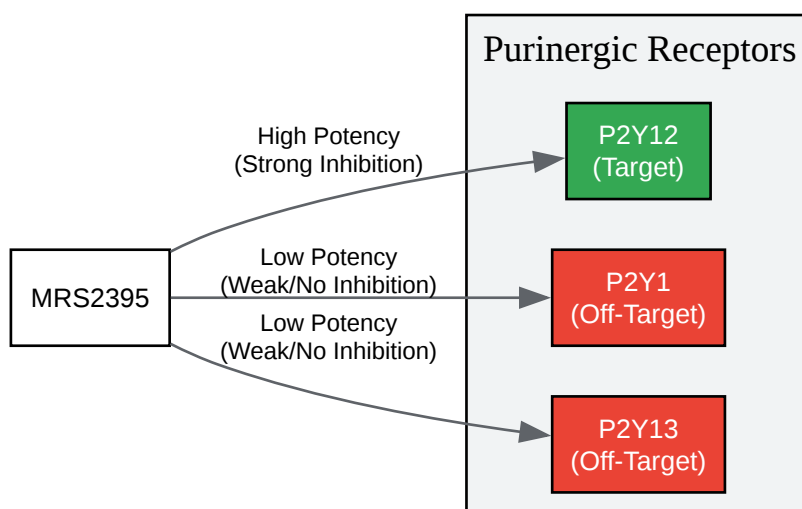 Purinergic Receptors
High Potency
(Strong Inhibition)
P2Y12
(Target)
MRS2395
Low Potency
(Weak/No Inhibition)
P2Y1
(Off-Target)
Low Potency
(Weak/No Inhibition)
P2Y13
(Off-Target)